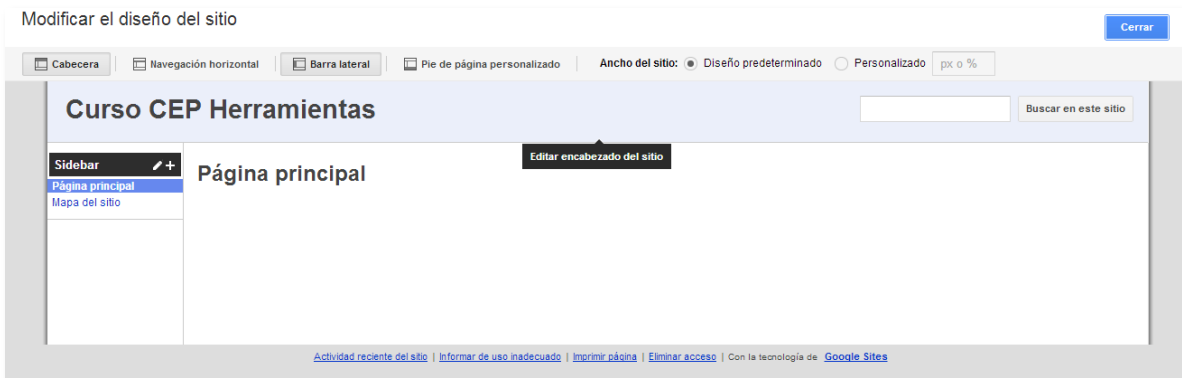 Modificar el diseño del sitio
Cerrar
Cabecera Navegación horizontal Barra lateral Pie de página personalizado Ancho del sitio: Diseño predeterminado Personalizado px o %
Curso CEP Herramientas
Buscar en este sitio
Editar encabezado del sitio
Sidebar
Página principal
Página principal
Mapa del sitio
Actividad reciente del sitio | Informar de uso inadecuado | Imprimir página | Eliminar acceso | Con la tecnología de Google Sites